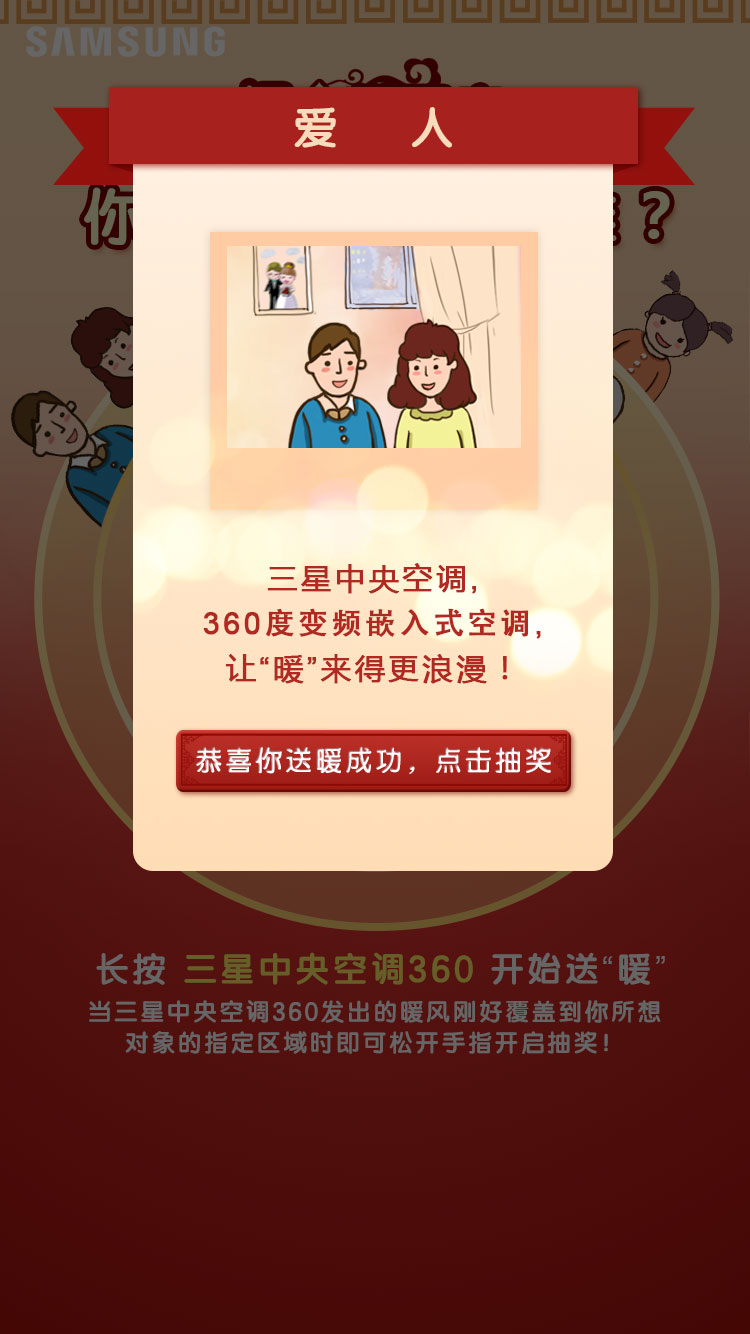 SAMSUNG
爱 人
你
？
三星中央空调，
360度变频嵌入式空调，
让“暖”来得更浪漫！
恭喜你送暖成功，点击抽奖
长按 三星中央空调360 开始送“暖”
当三星中央空调360发出的暖风刚好覆盖到你所想
对象的指定区域时即可松开手指开启抽奖！